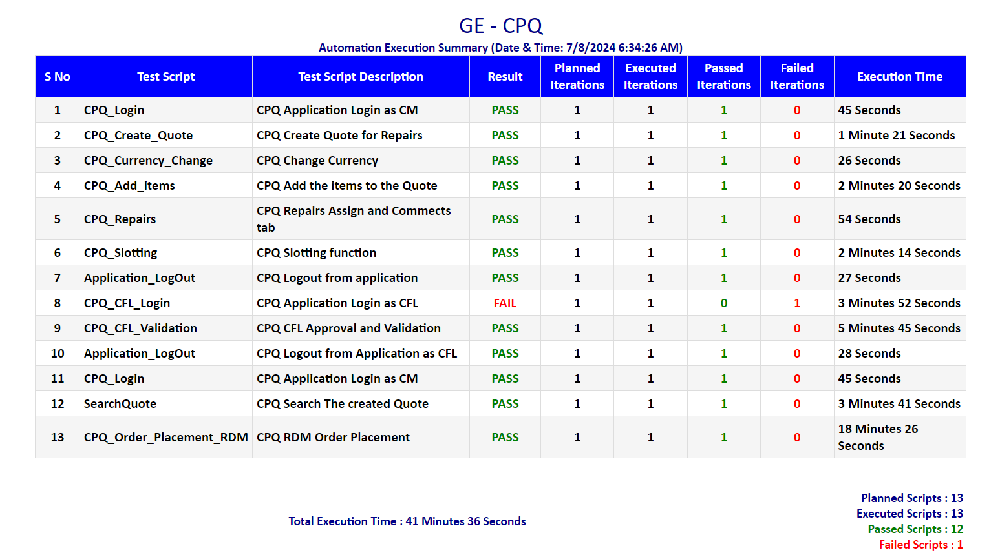 GE - CPQ
Automation Execution Summary (Date & Time: 7/8/2024 6:34:26 AM)
S No Test Script Test Script Description Result Planned Iterations Executed Iterations Passed Iterations Failed Iterations Execution Time
1 CPQ_Login CPQ Application Login as CM PASS 1 1 1 0 45 Seconds
2 CPQ_Create_Quote CPQ Create Quote for Repairs PASS 1 1 1 0 1 Minute 21 Seconds
3 CPQ_Currency_Change CPQ Change Currency PASS 1 1 1 0 26 Seconds
4 CPQ_Add_items CPQ Add the items to the Quote PASS 1 1 1 0 2 Minutes 20 Seconds
5 CPQ_Repairs CPQ Repairs Assign and Commects tab PASS 1 1 1 0 54 Seconds
6 CPQ_Slotting CPQ Slotting function PASS 1 1 1 0 2 Minutes 14 Seconds
7 Application_LogOut CPQ Logout from application PASS 1 1 1 0 27 Seconds
8 CPQ_CFL_Login CPQ Application Login as CFL FAIL 1 1 0 1 3 Minutes 52 Seconds
9 CPQ_CFL_Validation CPQ CFL Approval and Validation PASS 1 1 1 0 5 Minutes 45 Seconds
10 Application_LogOut CPQ Logout from Application as CFL PASS 1 1 1 0 28 Seconds
11 CPQ_Login CPQ Application Login as CM PASS 1 1 1 0 45 Seconds
12 SearchQuote CPQ Search The created Quote PASS 1 1 1 0 3 Minutes 41 Seconds
13 CPQ_Order_Placement_RDM CPQ RDM Order Placement PASS 1 1 1 0 18 Minutes 26 Seconds
Total Execution Time : 41 Minutes 36 Seconds
Planned Scripts : 13
Executed Scripts : 13
Passed Scripts : 12
Failed Scripts : 1